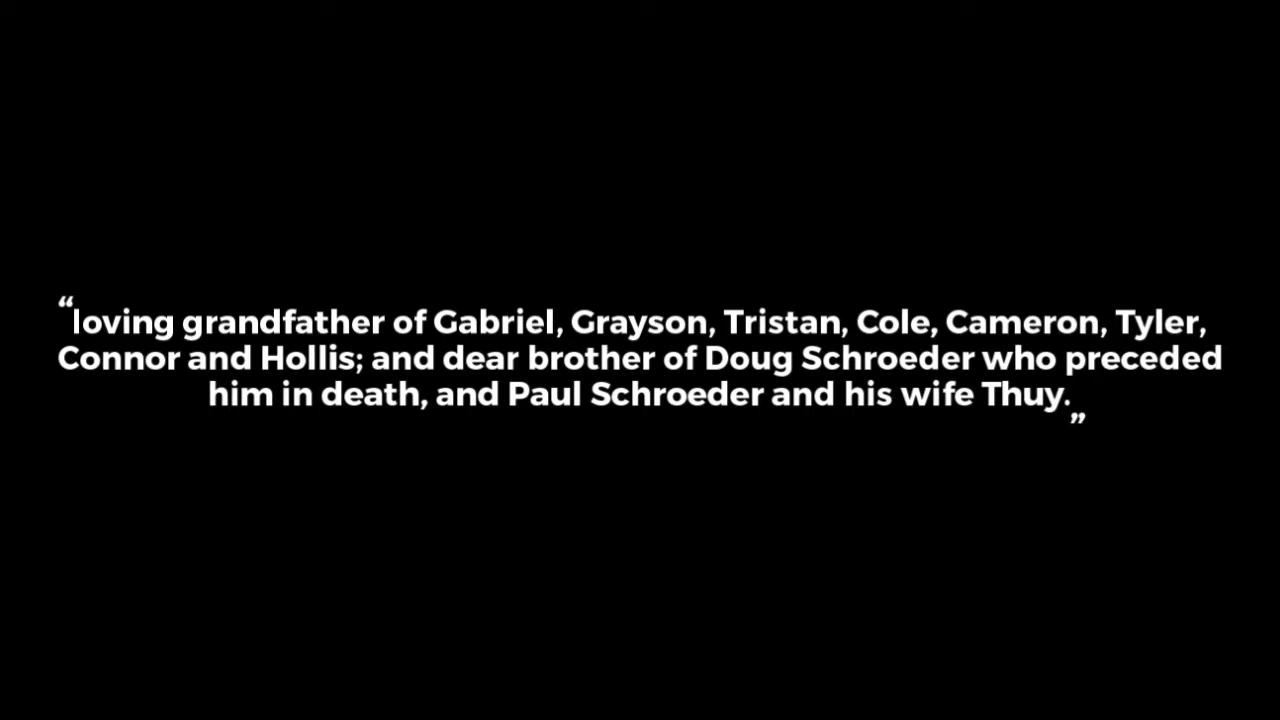 “loving grandfather of Gabriel, Grayson, Tristan, Cole, Cameron, Tyler,
Connor and Hollis; and dear brother of Doug Schroeder who preceded
him in death, and Paul Schroeder and his wife Thuy.”